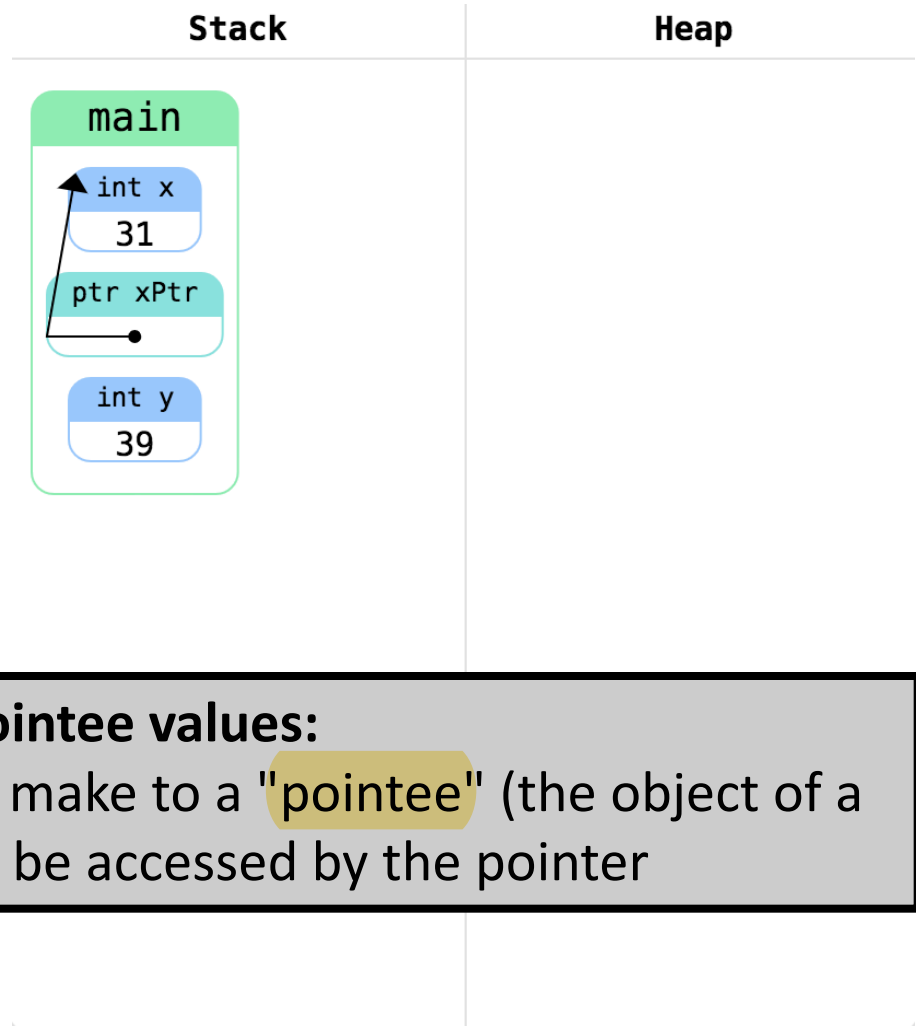 Stack Heap
main
int x
31
ptr xPtr
int y
39
ointee values:
make to a "pointee" (the object of a
be accessed by the pointer